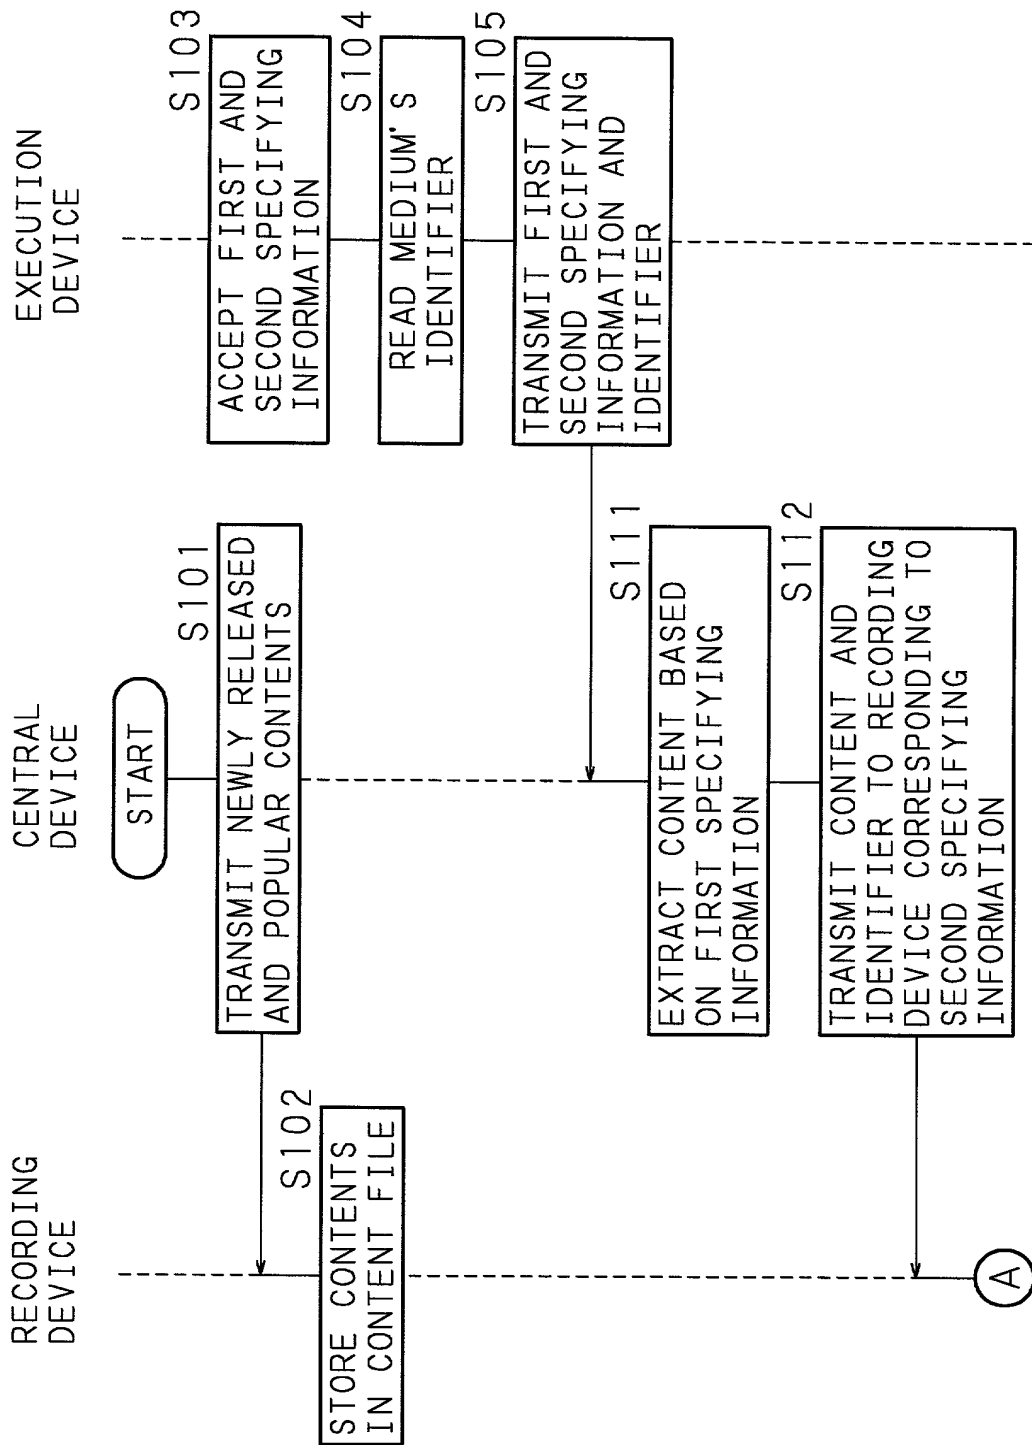 RECORDING
DEVICE
CENTRAL
DEVICE
EXECUTION
DEVICE
START
S101
TRANSMIT NEWLY RELEASED
AND POPULAR CONTENTS
S102
STORE CONTENTS
IN CONTENT FILE
S103
ACCEPT FIRST AND
SECOND SPECIFYING
INFORMATION
S104
READ MEDIUM'S
IDENTIFIER
S105
TRANSMIT FIRST AND
SECOND SPECIFYING
INFORMATION AND
IDENTIFIER
S111
EXTRACT CONTENT BASED
ON FIRST SPECIFYING
INFORMATION
S112
TRANSMIT CONTENT AND
IDENTIFIER TO RECORDING
DEVICE CORRESPONDING TO
SECOND SPECIFYING
INFORMATION
A